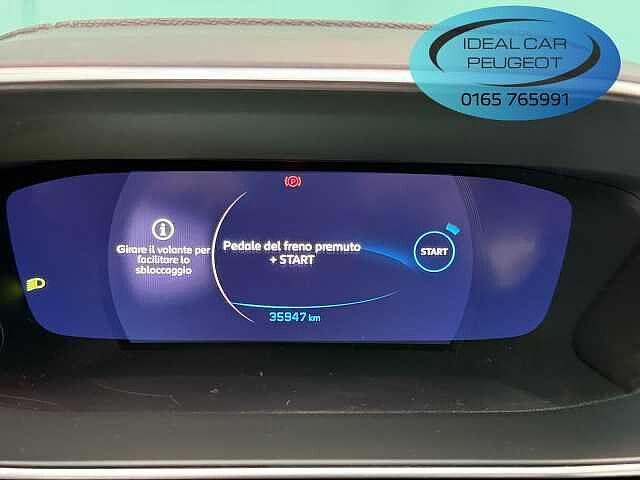 IDEAL CAR
PEUGEOT
0165 765991
P
i
Girare il volante per
facilitare lo
sbloccaggio
Pedale del freno premuto
+ START
START
35947 km